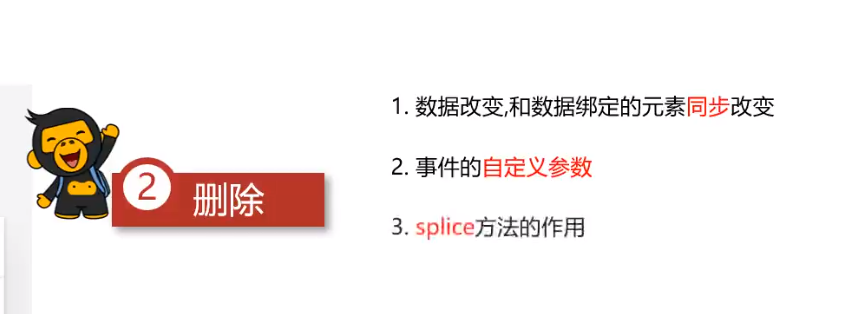 2 删除
1. 数据改变,和数据绑定的元素同步改变
2. 事件的自定义参数
3. splice方法的作用